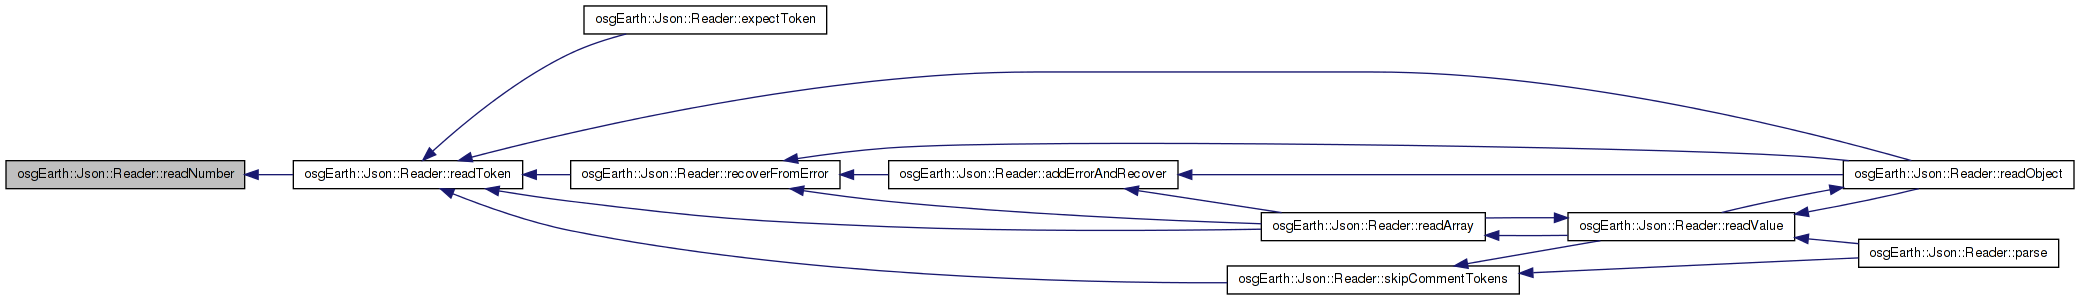 osgEarth::Json::Reader::expectToken
osgEarth::Json::Reader::readNumber
osgEarth::Json::Reader::readToken
osgEarth::Json::Reader::recoverFromError
osgEarth::Json::Reader::addErrorAndRecover
osgEarth::Json::Reader::readObject
osgEarth::Json::Reader::readArray
osgEarth::Json::Reader::readValue
osgEarth::Json::Reader::parse
osgEarth::Json::Reader::skipCommentTokens